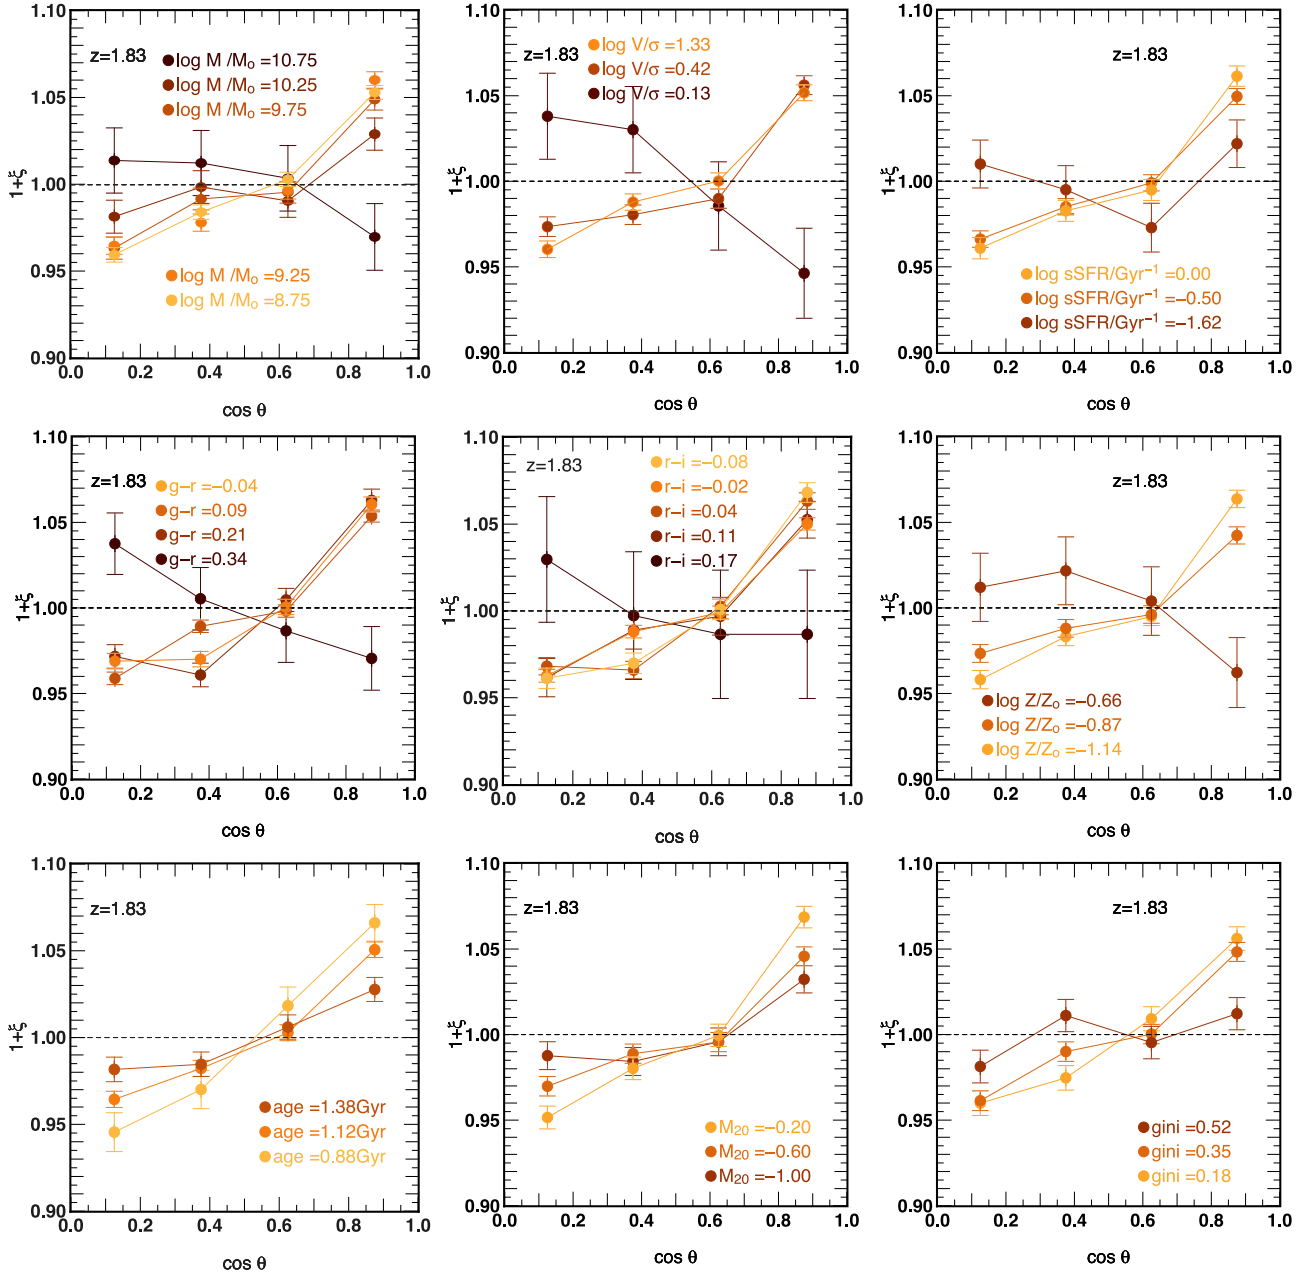 1.10
1.05
1.00
0.95
0.90
1+ξ
z=1.83
log M /M₀ =10.75
log M /M₀ =10.25
log M /M₀ =9.75
log M /M₀ =9.25
log M /M₀ =8.75
0.0 0.2 0.4 0.6 0.8 1.0
cos θ
1.10
1.05
1.00
0.95
0.90
1+ξ
z=1.83
log V/σ =1.33
log V/σ =0.42
log V/σ =0.13
0.0 0.2 0.4 0.6 0.8 1.0
cos θ
1.10
1.05
1.00
0.95
0.90
1+ξ
z=1.83
log sSFR/Gyr⁻¹ =0.00
log sSFR/Gyr⁻¹ =−0.50
log sSFR/Gyr⁻¹ =−1.62
0.0 0.2 0.4 0.6 0.8 1.0
cos θ
1.10
1.05
1.00
0.95
0.90
1+ξ
z=1.83
g−r =−0.04
g−r =0.09
g−r =0.21
g−r =0.34
0.0 0.2 0.4 0.6 0.8 1.0
cos θ
1.10
1.05
1.00
0.95
0.90
1+ξ
z=1.83
r−i =−0.08
r−i =−0.02
r−i =0.04
r−i =0.11
r−i =0.17
0.0 0.2 0.4 0.6 0.8 1.0
cos θ
1.10
1.05
1.00
0.95
0.90
1+ξ
z=1.83
log Z/Z₀ =−0.66
log Z/Z₀ =−0.87
log Z/Z₀ =−1.14
0.0 0.2 0.4 0.6 0.8 1.0
cos θ
1.10
1.05
1.00
0.95
0.90
1+ξ
z=1.83
age =1.38Gyr
age =1.12Gyr
age =0.88Gyr
0.0 0.2 0.4 0.6 0.8 1.0
cos θ
1.10
1.05
1.00
0.95
0.90
1+ξ
z=1.83
M₂₀ =−0.20
M₂₀ =−0.60
M₂₀ =−1.00
0.0 0.2 0.4 0.6 0.8 1.0
cos θ
1.10
1.05
1.00
0.95
0.90
1+ξ
z=1.83
gini =0.52
gini =0.35
gini =0.18
0.0 0.2 0.4 0.6 0.8 1.0
cos θ